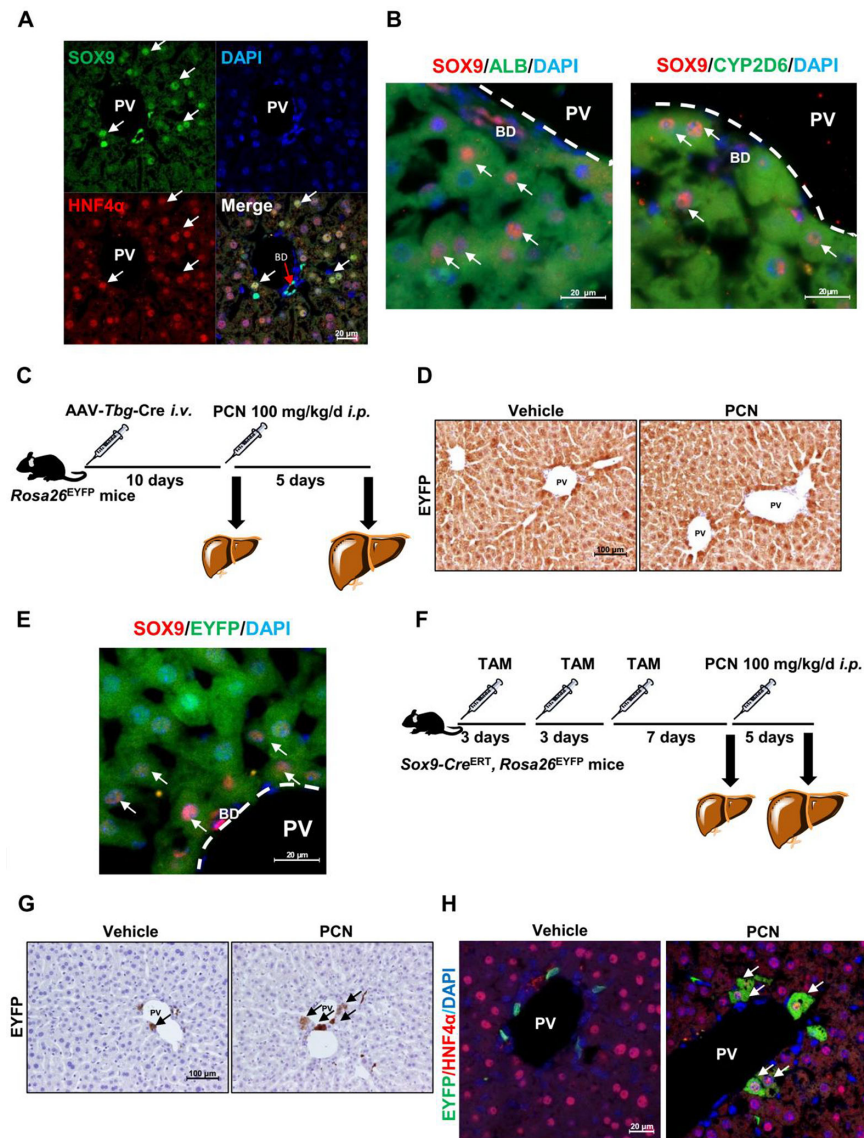 A
SOX9
DAPI
PV
PV
HNF4α
Merge
PV
BD
20 µm
B
SOX9/ALB/DAPI
SOX9/CYP2D6/DAPI
PV
BD
20 µm
PV
BD
20µm
C
AAV-Tbg-Cre i.v.
PCN 100 mg/kg/d i.p.
10 days
5 days
Rosa26EYFP mice
D
Vehicle
PCN
EYFP
PV
100 µm
PV
PV
E
SOX9/EYFP/DAPI
BD
PV
20 µm
F
TAM
TAM
TAM
PCN 100 mg/kg/d i.p.
3 days
3 days
7 days
5 days
Sox9-CreERT, Rosa26EYFP mice
G
Vehicle
PCN
EYFP
PV
100 µm
PV
H
Vehicle
PCN
EYFP/HNF4α/DAPI
PV
20 µm
PV